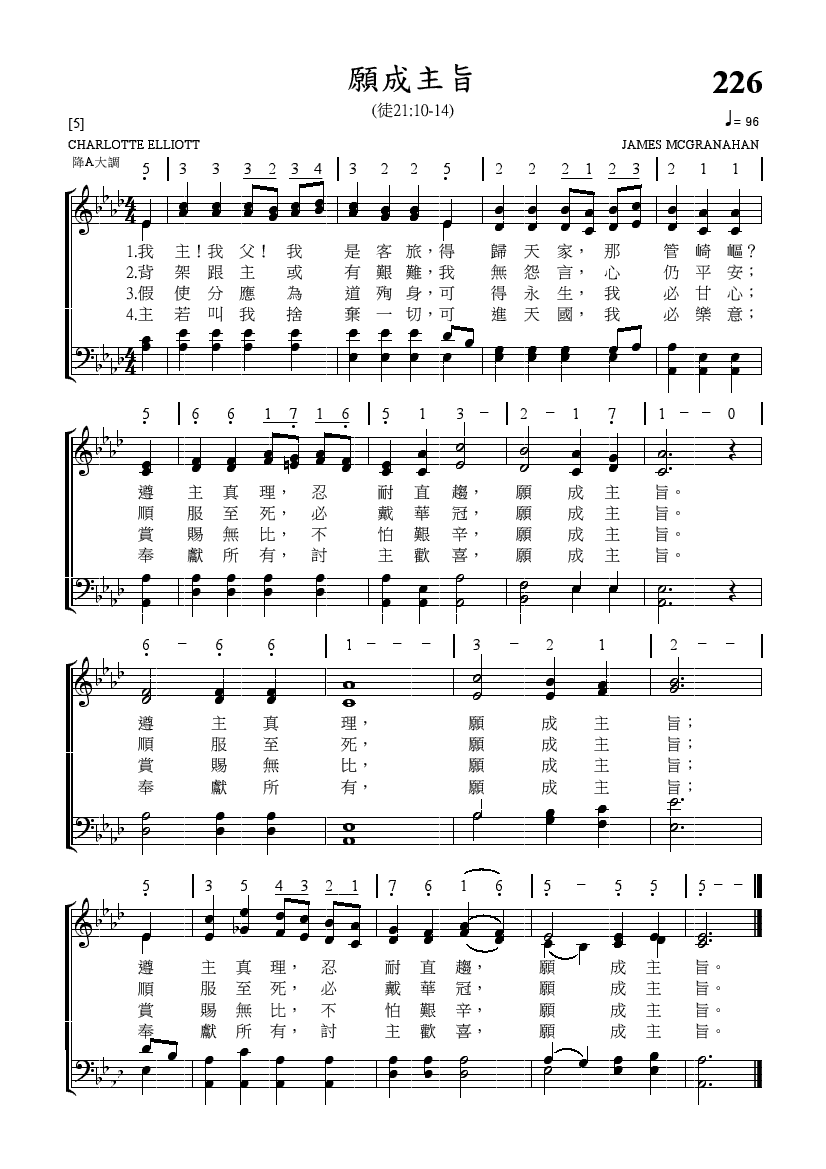 願成主旨
226
(徒21:10-14)
[5]
♩= 96
CHARLOTTE ELLIOTT
JAMES MCGRANAHAN
降A大調
5 | 3 3 3 2 3 4 | 3 2 2 5 | 2 2 2 1 2 3 | 2 1 1 |
1.我 主！我 父！ 我 是 客 旅，得 歸 天 家，那 管 崎 嶇？
2.背 架 跟 主 或 有 艱 難，我 無 怨 言，心 仍 平 安；
3.假 使 分 應 為 道 殉 身，可 得 永 生，我 必 甘 心；
4.主 若 叫 我 捨 棄 一 切，可 進 天 國，我 必 樂 意；
5 | 6 6 1 7 1 6 | 5 1 3 – | 2 – 1 7 | 1 – 0 |
遵 主 真 理， 忍 耐 直 趨， 願 成 主 旨。
順 服 至 死， 必 戴 華 冠， 願 成 主 旨。
賞 賜 無 比， 不 怕 艱 辛， 願 成 主 旨。
奉 獻 所 有， 討 主 歡 喜， 願 成 主 旨。
6 – 6 6 | 1 – – – | 3 – 2 1 | 2 – – |
遵 主 真 理， 願 成 主 旨；
順 服 至 死， 願 成 主 旨；
賞 賜 無 比， 願 成 主 旨；
奉 獻 所 有， 願 成 主 旨；
5 | 3 5 4 3 2 1 | 7 6 1 6 | 5 – 5 5 | 5 – –
遵 主 真 理， 忍 耐 直 趨， 願 成 主 旨。
順 服 至 死， 必 戴 華 冠， 願 成 主 旨。
賞 賜 無 比， 不 怕 艱 辛， 願 成 主 旨。
奉 獻 所 有， 討 主 歡 喜， 願 成 主 旨。